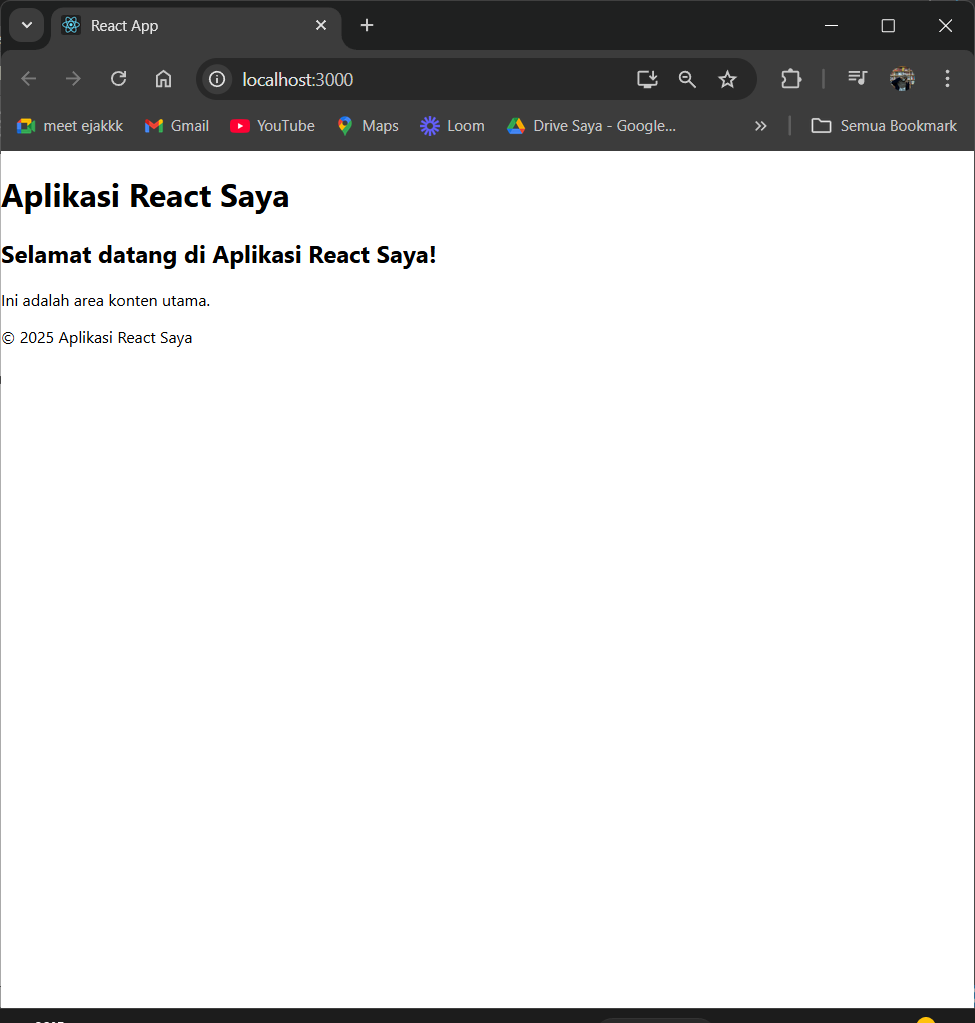 React App
localhost:3000
meet ejakkk Gmail YouTube Maps Loom Drive Saya - Google... Semua Bookmark
Aplikasi React Saya
Selamat datang di Aplikasi React Saya!
Ini adalah area konten utama.
© 2025 Aplikasi React Saya